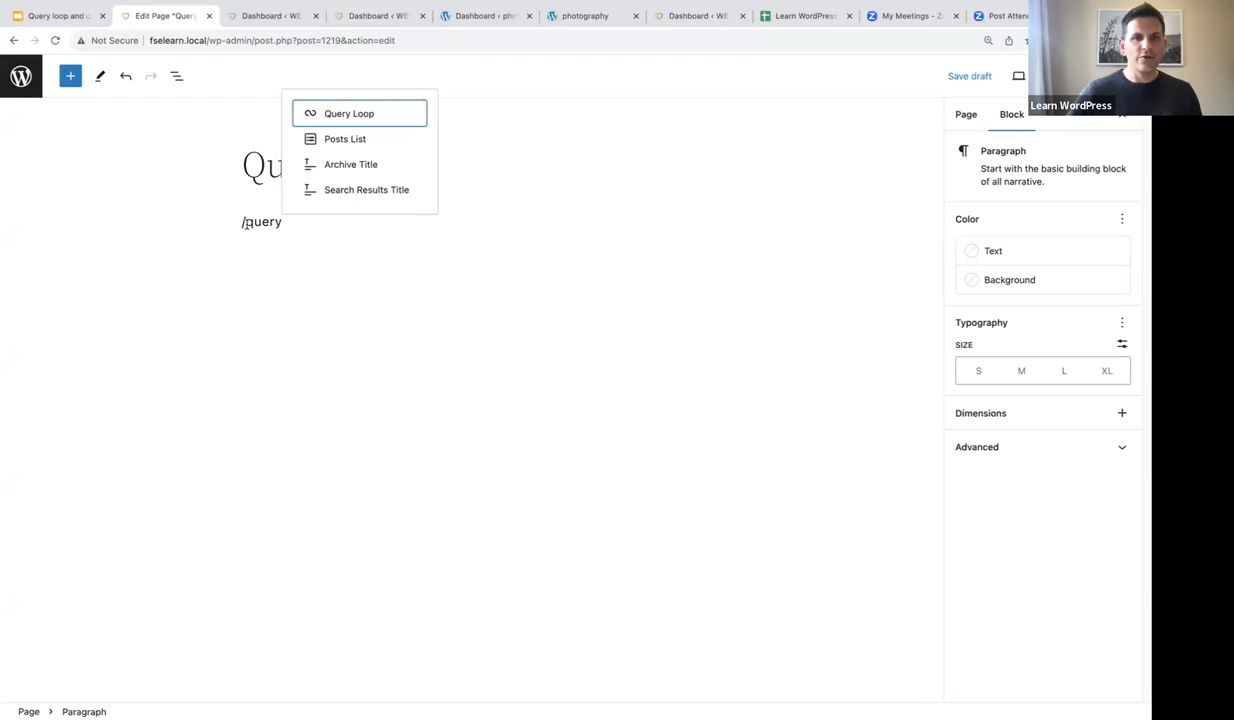 Query loop and c
Edit Page "Query
Dashboard < WE
Dashboard < WE
Dashboard < pho
photography
Dashboard < WE
Learn WordPress
My Meetings - Z
Post Attend
Not Secure
fselearn.local/wp-admin/post.php?post=1219&action=edit
Save draft
Learn WordPress
Query Loop
Posts List
Archive Title
Search Results Title
Qu
/query
Page
Block
Paragraph
Start with the basic building block
of all narrative.
Color
Text
Background
Typography
SIZE
S M L XL
Dimensions
Advanced
Page > Paragraph